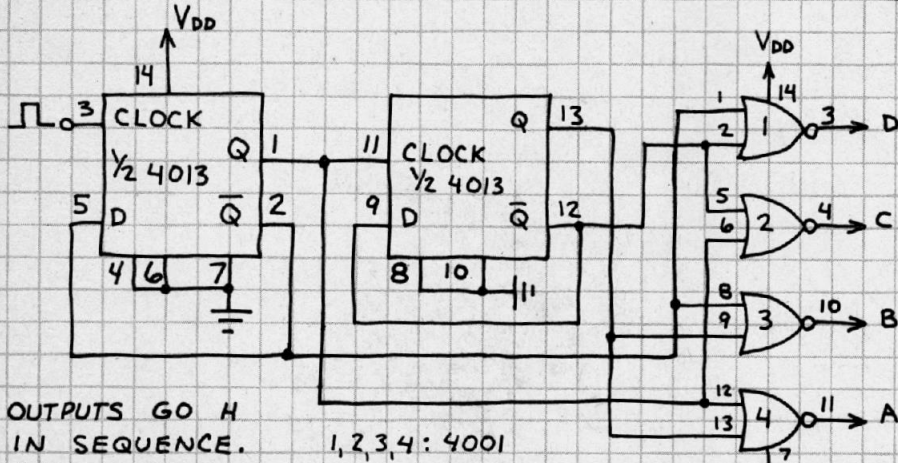 VDD
VDD
14
3
CLOCK
Q
1
1/2 4013
5
D
Q̅
2
4
6
7
11
CLOCK
Q
13
1/2 4013
9
D
Q̅
12
8
10
14
1
2
1
3
D
5
6
2
4
C
8
9
3
10
B
12
13
4
11
A
7
OUTPUTS GO H
IN SEQUENCE.
1,2,3,4: 4001